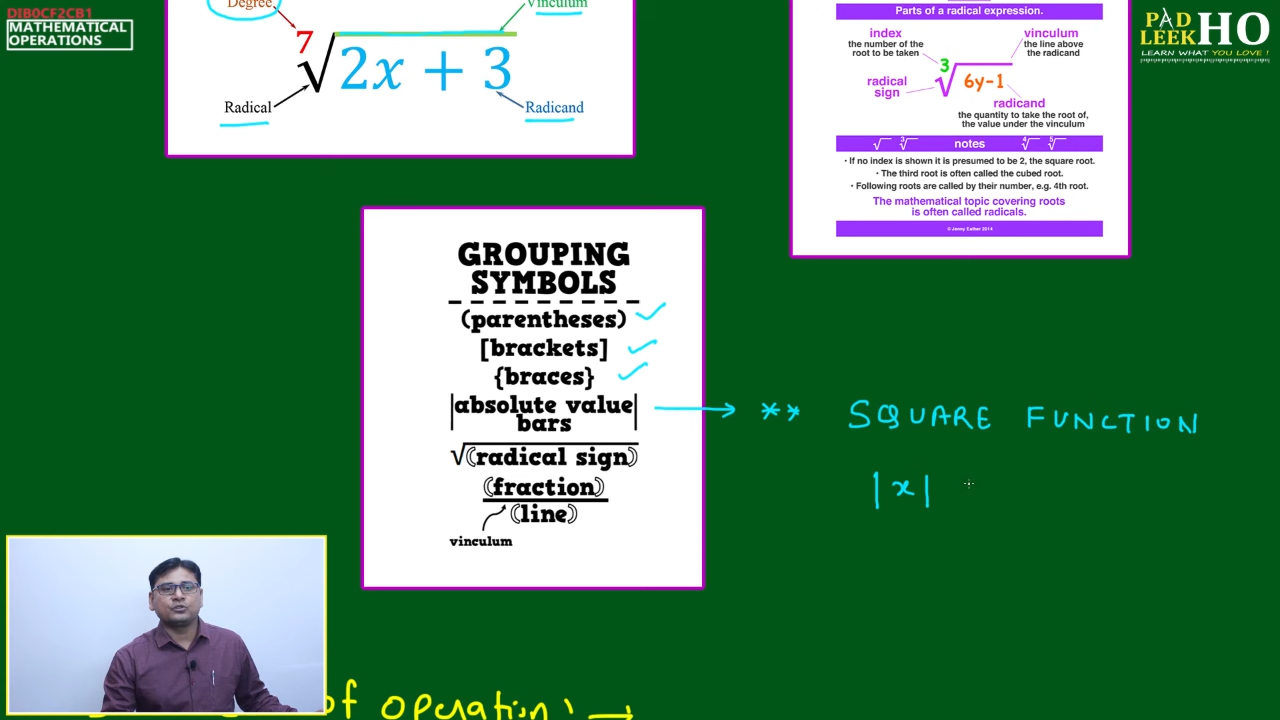 DIB0CF2CB1
MATHEMATICAL
OPERATIONS
Degree
Vinculum
7
√2x + 3
Radical
Radicand
Parts of a radical expression.
index
the number of the
root to be taken
vinculum
the line above
the radicand
3
√6y-1
radical
sign
radicand
the quantity to take the root of,
the value under the vinculum
√ ∛ notes ∜ 5√
· If no index is shown it is presumed to be 2, the square root.
· The third root is often called the cubed root.
· Following roots are called by their number, e.g. 4th root.
The mathematical topic covering roots
is often called radicals.
© Jenny Eather 2014
PAD
LEEK HO
LEARN WHAT YOU LOVE !
GROUPING
SYMBOLS
(parentheses)
[brackets]
{braces}
|absolute value
bars|
√(radical sign)
(fraction)
(line)
vinculum
→ ** SQUARE FUNCTION
|x|
of operation: →